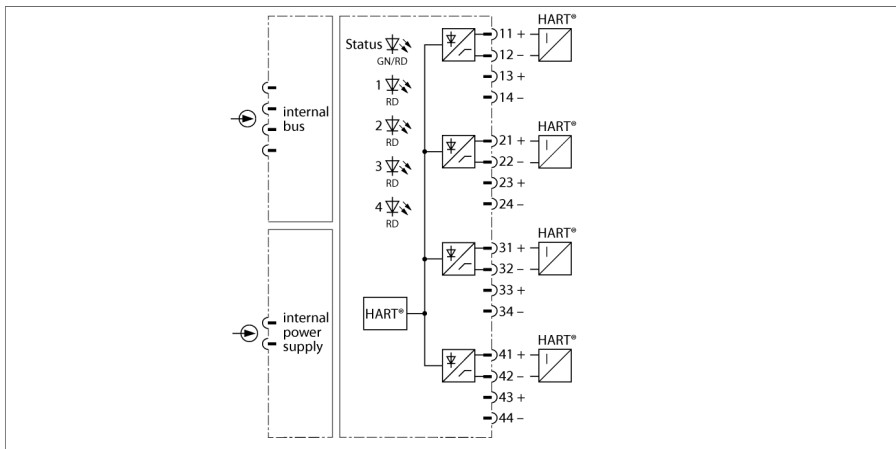 internal
bus
internal
power
supply
Status
GN/RD
1
RD
2
RD
3
RD
4
RD
HART®
11 +
12 –
13 +
14 –
HART®
21 +
22 –
23 +
24 –
HART®
31 +
32 –
33 +
34 –
HART®
41 +
42 –
43 +
44 –
HART®